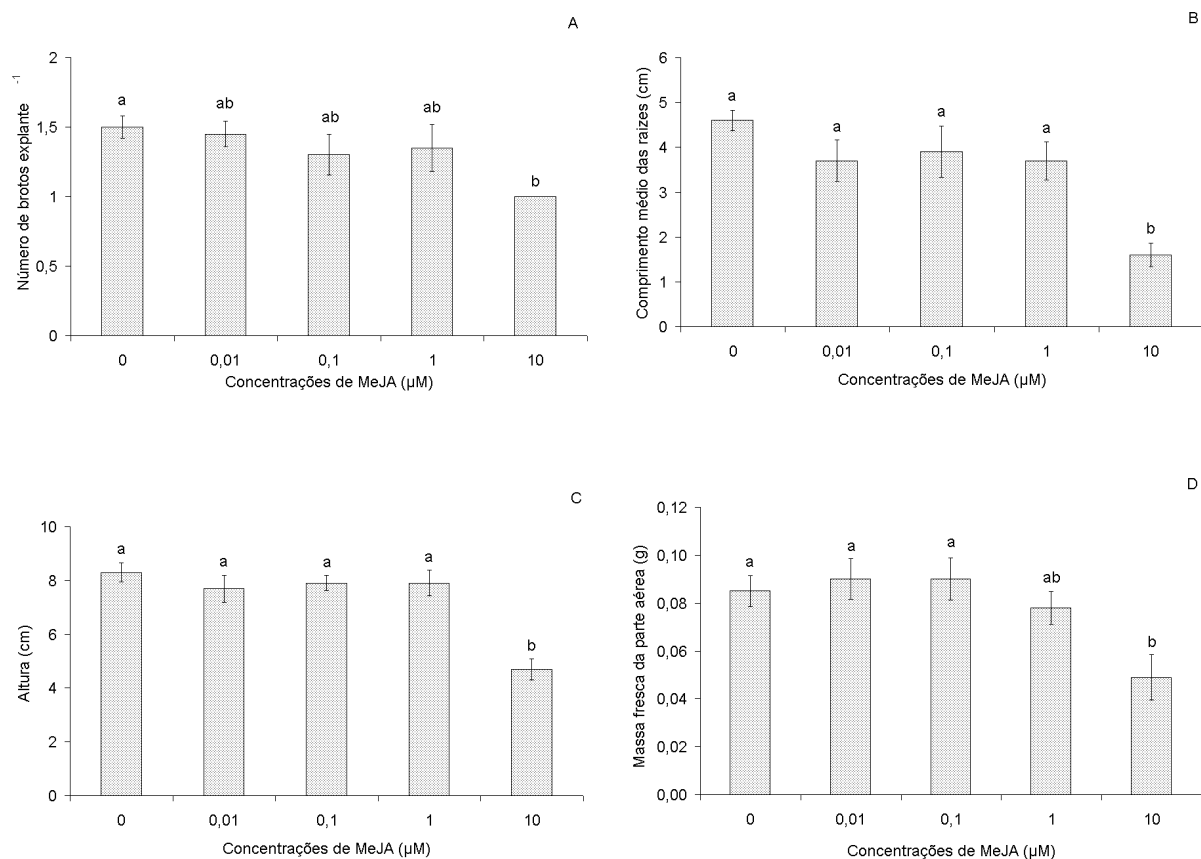 A
Número de brotos explante -1
2
1,5
1
0,5
0
a
ab
ab
ab
b
0 0,01 0,1 1 10
Concentrações de MeJA (µM)
B
Comprimento médio das raizes (cm)
6
5
4
3
2
1
0
a
a
a
a
b
0 0,01 0,1 1 10
Concentrações de MeJA (µM)
C
Altura (cm)
10
8
6
4
2
0
a
a
a
a
b
0 0,01 0,1 1 10
Concentrações de MeJA (µM)
D
Massa fresca da parte aérea (g)
0,12
0,10
0,08
0,06
0,04
0,02
0,00
a
a
a
ab
b
0 0,01 0,1 1 10
Concentrações de MeJA (µM)